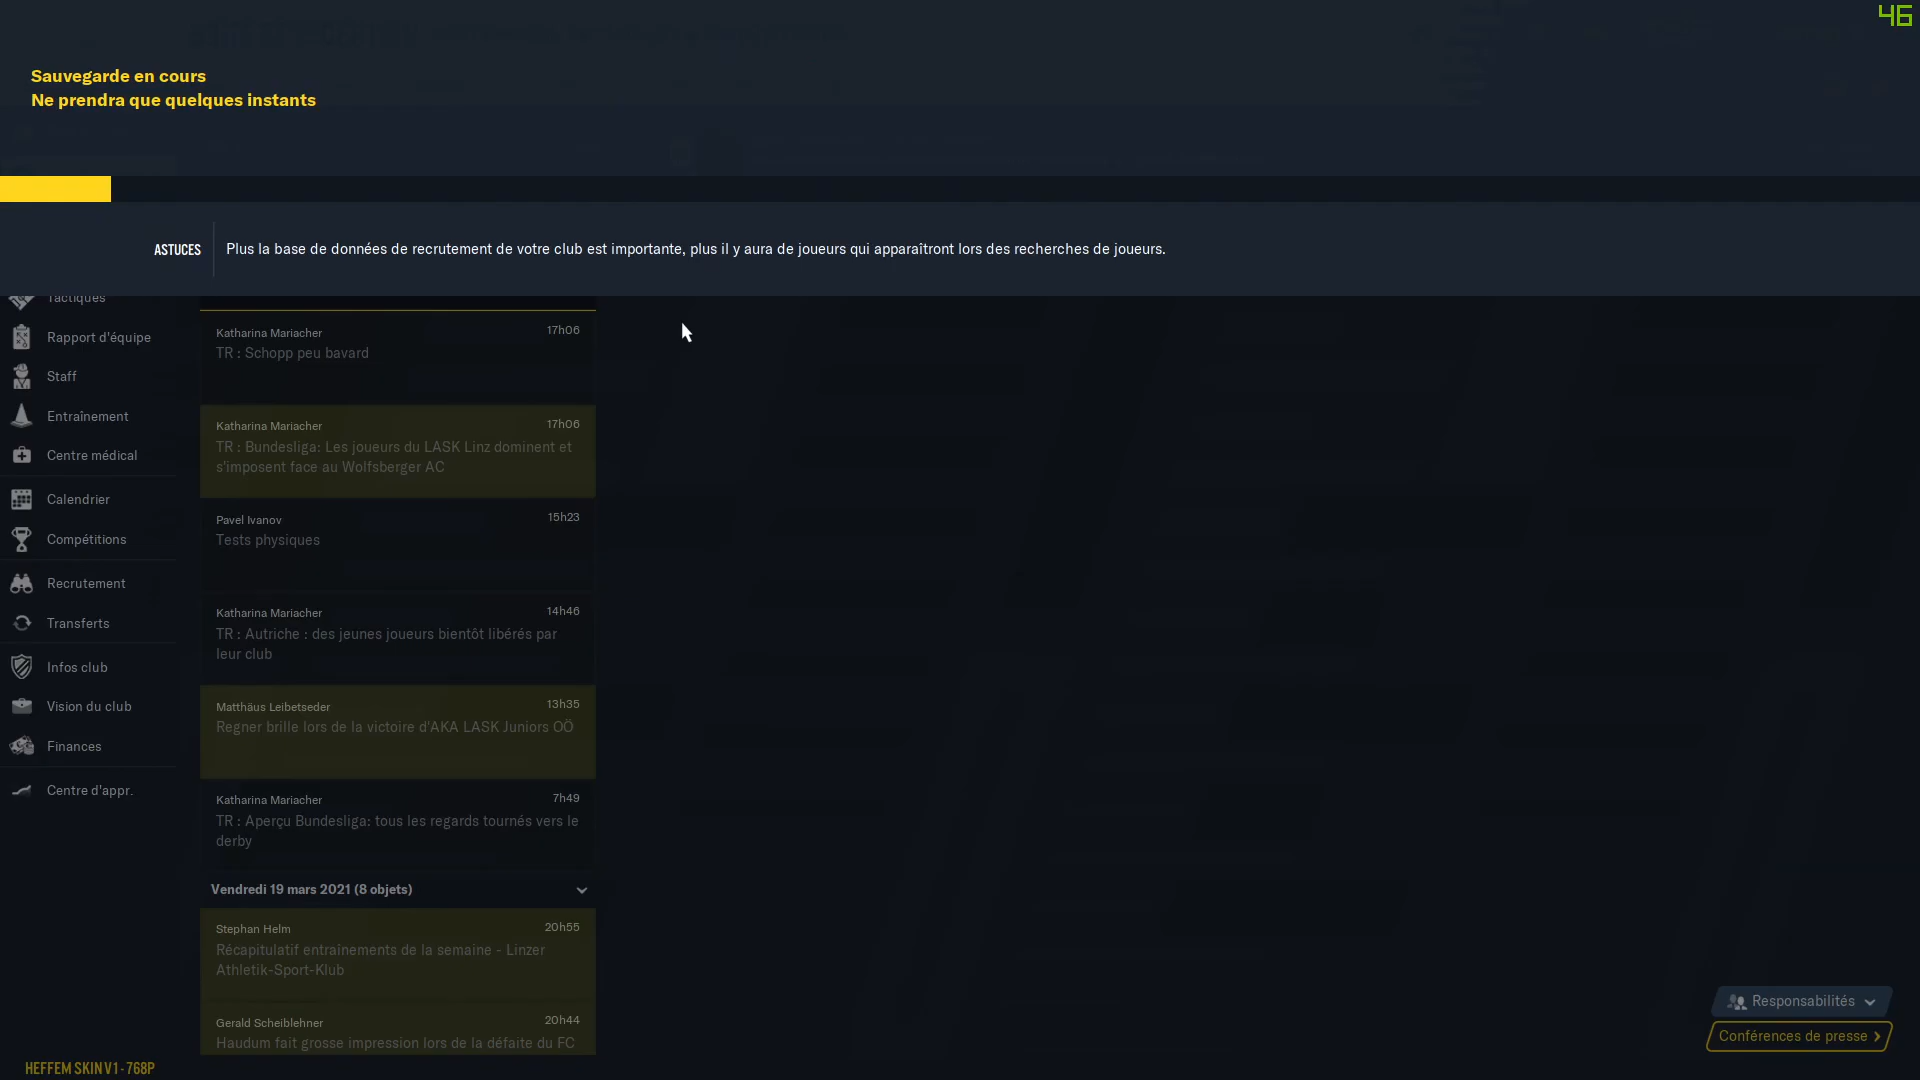 46
Sauvegarde en cours
Ne prendra que quelques instants
ASTUCES
Plus la base de données de recrutement de votre club est importante, plus il y aura de joueurs qui apparaîtront lors des recherches de joueurs.
Tactiques
Rapport d'équipe
Staff
Entraînement
Centre médical
Calendrier
Compétitions
Recrutement
Transferts
Infos club
Vision du club
Finances
Centre d'appr.
Katharina Mariacher 17h06
TR : Schopp peu bavard
Katharina Mariacher 17h06
TR : Bundesliga: Les joueurs du LASK Linz dominent et
s'imposent face au Wolfsberger AC
Pavel Ivanov 15h23
Tests physiques
Katharina Mariacher 14h46
TR : Autriche : des jeunes joueurs bientôt libérés par
leur club
Matthäus Leibetseder 13h35
Regner brille lors de la victoire d'AKA LASK Juniors OÖ
Katharina Mariacher 7h49
TR : Aperçu Bundesliga: tous les regards tournés vers le
derby
Vendredi 19 mars 2021 (8 objets)
Stephan Helm 20h55
Récapitulatif entraînements de la semaine - Linzer
Athletik-Sport-Klub
Gerald Scheiblehner 20h44
Haudum fait grosse impression lors de la défaite du FC
Responsabilités
Conférences de presse
HEFFEM SKIN V1 - 768P